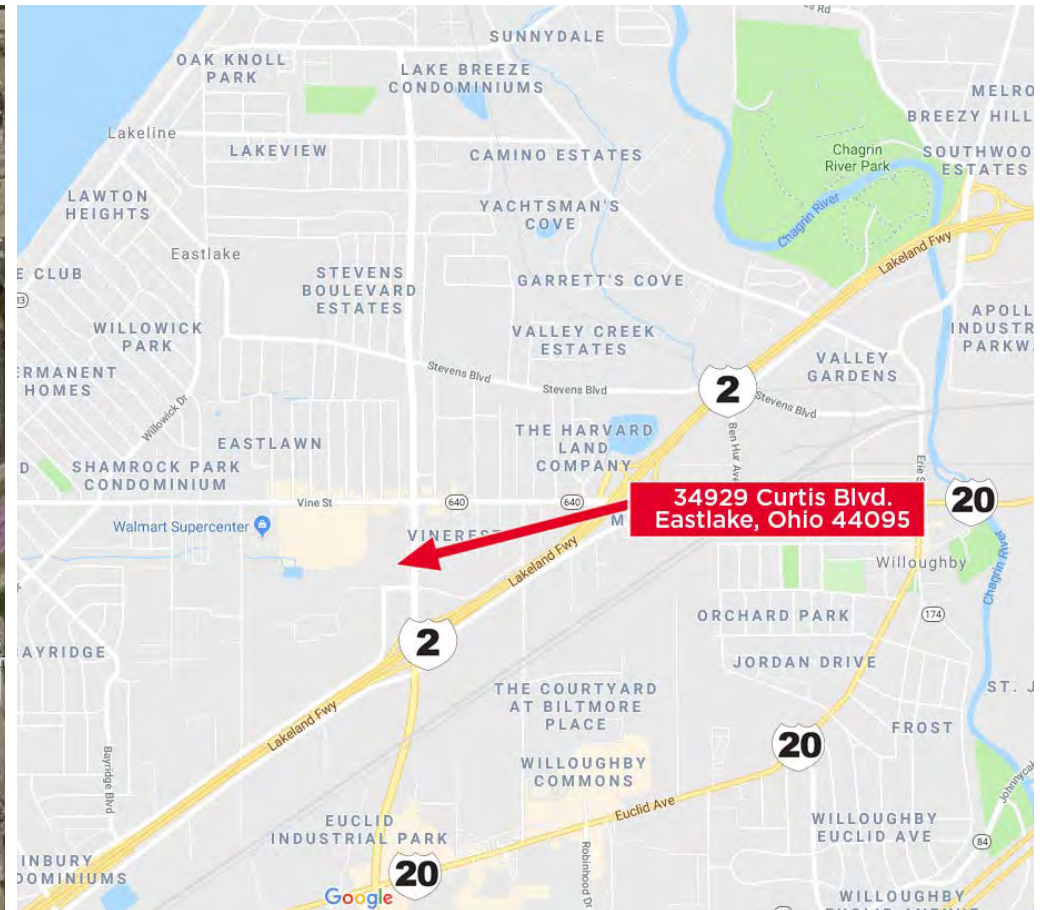 Rd
SUNNYDALE
OAK KNOLL
PARK
LAKE BREEZE
CONDOMINIUMS
MELRO
BREEZY HILL
Lakeline
LAKEVIEW
CAMINO ESTATES
Chagrin
River Park
SOUTHWOO
ESTATES
LAWTON
HEIGHTS
YACHTSMAN'S
COVE
Chagrin River
Lakeland Fwy
Eastlake
E CLUB
STEVENS
BOULEVARD
ESTATES
GARRETT'S COVE
WILLOWICK
PARK
VALLEY CREEK
ESTATES
APOLL
INDUSTR
PARKW
VALLEY
GARDENS
ERMANENT
HOMES
Stevens Blvd
Stevens Blvd
2
Stevens Blvd
Willowick Dr
Ben Hur Ave
EASTLAWN
THE HARVARD
LAND
COMPANY
Erie S
D
SHAMROCK PARK
CONDOMINIUM
Vine St
640
640
34929 Curtis Blvd.
Eastlake, Ohio 44095
20
Walmart Supercenter
VINEREST
M
Lakeland Fwy
Willoughby
Chagrin River
ORCHARD PARK
174
2
AYRIDGE
JORDAN DRIVE
THE COURTYARD
AT BILTMORE
PLACE
ST. J
Lakeland Fwy
FROST
20
Bayridge Blvd
WILLOUGHBY
COMMONS
Johnnycak
Euclid Ave
EUCLID
INDUSTRIAL PARK
WILLOUGHBY
EUCLID AVE
84
INBURY
DOMINIUMS
20
Robinhood Dr
Google
WILLOUGHBY